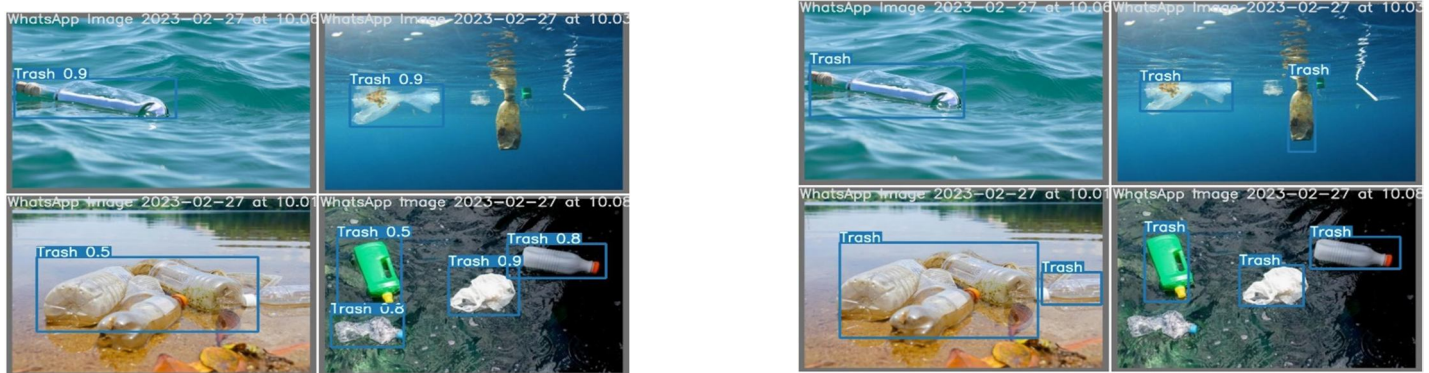 WhatsApp Image 2023-02-27 at 10.06
WhatsApp Image 2023-02-27 at 10.03
Trash 0.9
Trash 0.9
WhatsApp Image 2023-02-27 at 10.01
WhatsApp Image 2023-02-27 at 10.08
Trash 0.5
Trash 0.5
Trash 0.8
Trash 0.9
Trash 0.8
WhatsApp Image 2023-02-27 at 10.06
WhatsApp Image 2023-02-27 at 10.03
Trash
Trash
Trash
WhatsApp Image 2023-02-27 at 10.01
WhatsApp Image 2023-02-27 at 10.08
Trash
Trash
Trash
Trash
Trash